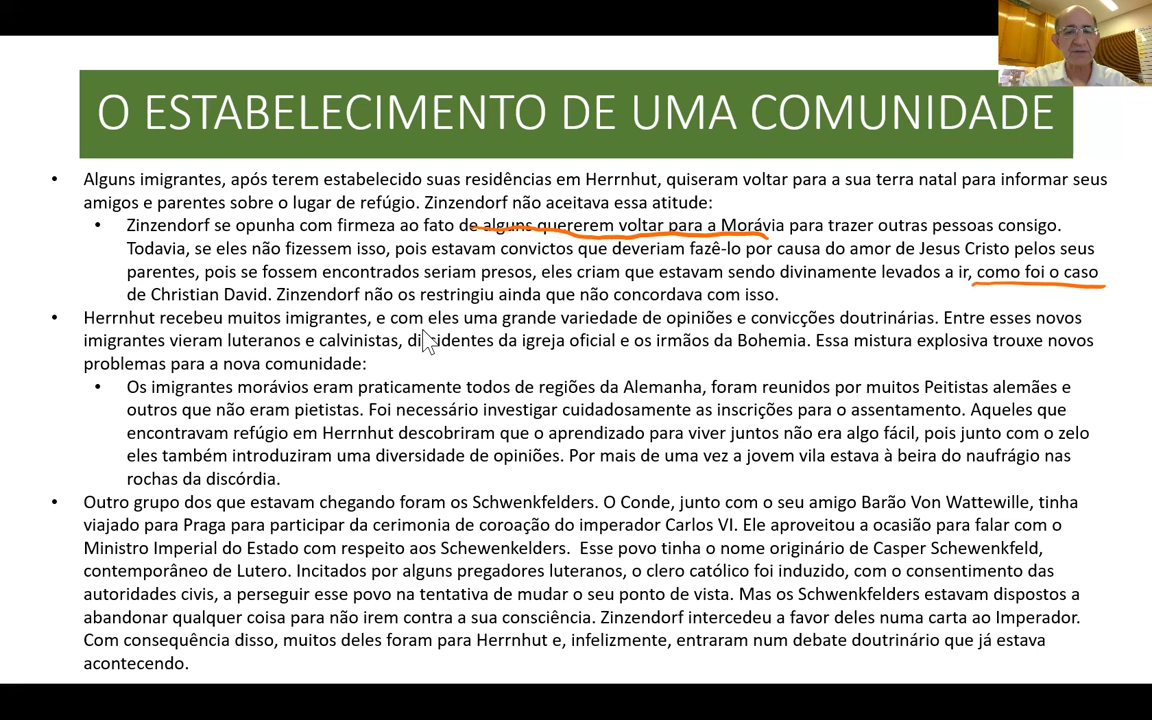 O ESTABELECIMENTO DE UMA COMUNIDADE
• Alguns imigrantes, após terem estabelecido suas residências em Herrnhut, quiseram voltar para a sua terra natal para informar seus
amigos e parentes sobre o lugar de refúgio. Zinzendorf não aceitava essa atitude:
• Zinzendorf se opunha com firmeza ao fato de alguns quererem voltar para a Morávia para trazer outras pessoas consigo.
Todavia, se eles não fizessem isso, pois estavam convictos que deveriam fazê-lo por causa do amor de Jesus Cristo pelos seus
parentes, pois se fossem encontrados seriam presos, eles criam que estavam sendo divinamente levados a ir, como foi o caso
de Christian David. Zinzendorf não os restringiu ainda que não concordava com isso.
• Herrnhut recebeu muitos imigrantes, e com eles uma grande variedade de opiniões e convicções doutrinárias. Entre esses novos
imigrantes vieram luteranos e calvinistas, dissidentes da igreja oficial e os irmãos da Bohemia. Essa mistura explosiva trouxe novos
problemas para a nova comunidade:
• Os imigrantes morávios eram praticamente todos de regiões da Alemanha, foram reunidos por muitos Peitistas alemães e
outros que não eram pietistas. Foi necessário investigar cuidadosamente as inscrições para o assentamento. Aqueles que
encontravam refúgio em Herrnhut descobriram que o aprendizado para viver juntos não era algo fácil, pois junto com o zelo
eles também introduziram uma diversidade de opiniões. Por mais de uma vez a jovem vila estava à beira do naufrágio nas
rochas da discórdia.
• Outro grupo dos que estavam chegando foram os Schwenkfelders. O Conde, junto com o seu amigo Barão Von Wattewille, tinha
viajado para Praga para participar da cerimonia de coroação do imperador Carlos VI. Ele aproveitou a ocasião para falar com o
Ministro Imperial do Estado com respeito aos Schewenkelders.  Esse povo tinha o nome originário de Casper Schewenkfeld,
contemporâneo de Lutero. Incitados por alguns pregadores luteranos, o clero católico foi induzido, com o consentimento das
autoridades civis, a perseguir esse povo na tentativa de mudar o seu ponto de vista. Mas os Schwenkfelders estavam dispostos a
abandonar qualquer coisa para não irem contra a sua consciência. Zinzendorf intercedeu a favor deles numa carta ao Imperador.
Com consequência disso, muitos deles foram para Herrnhut e, infelizmente, entraram num debate doutrinário que já estava
acontecendo.